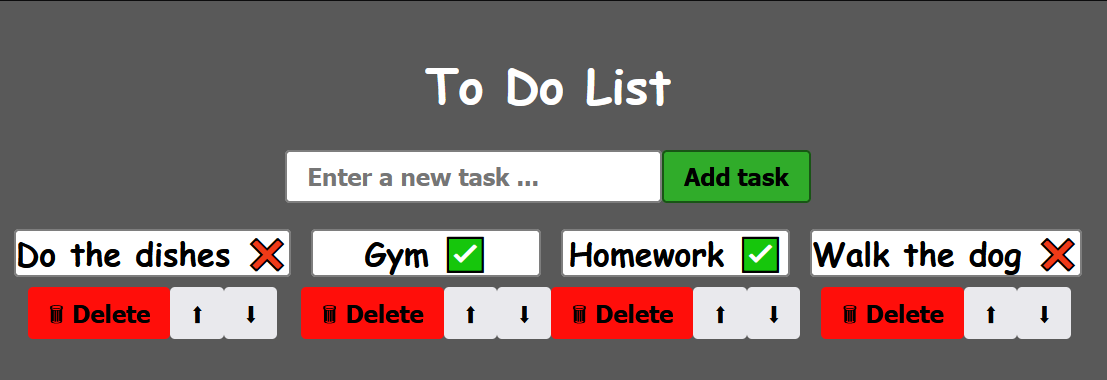 To Do List
Enter a new task ... Add task
Do the dishes ❌ Gym ✅ Homework ✅ Walk the dog ❌
🗑 Delete ⬆ ⬇ 🗑 Delete ⬆ ⬇ 🗑 Delete ⬆ ⬇ 🗑 Delete ⬆ ⬇